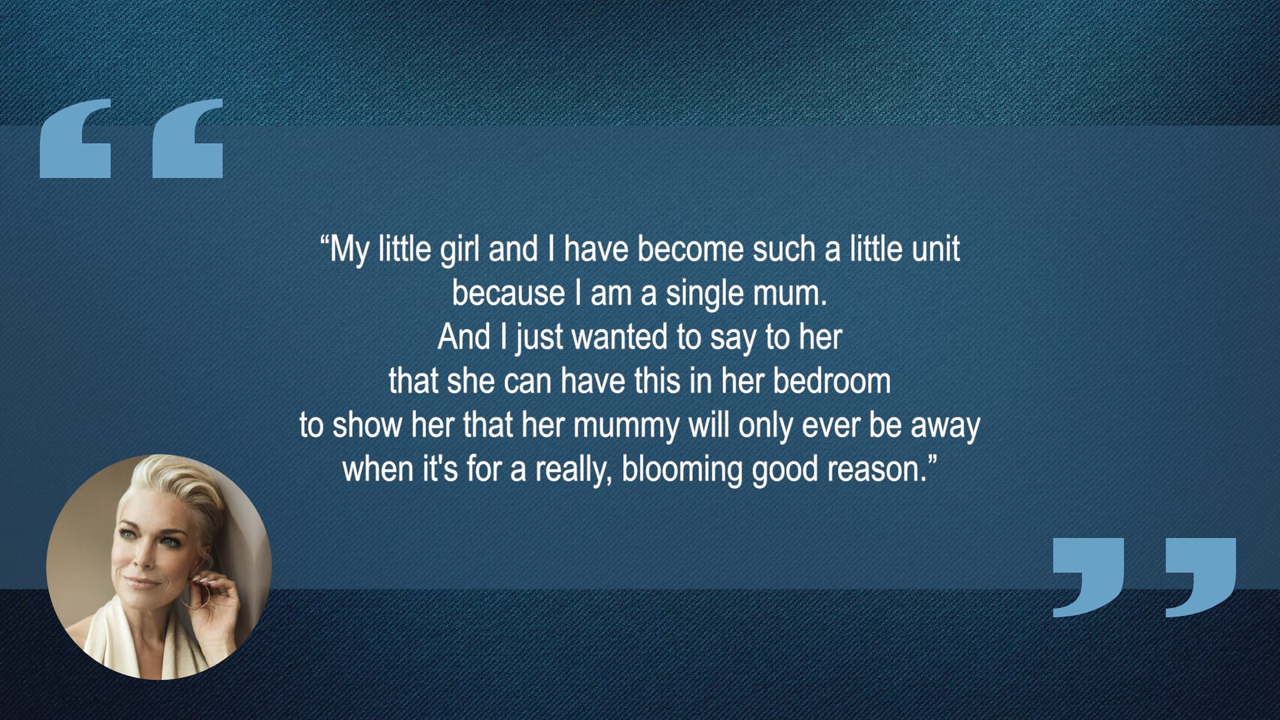 “My little girl and I have become such a little unit
because I am a single mum.
And I just wanted to say to her
that she can have this in her bedroom
to show her that her mummy will only ever be away
when it's for a really, blooming good reason.”